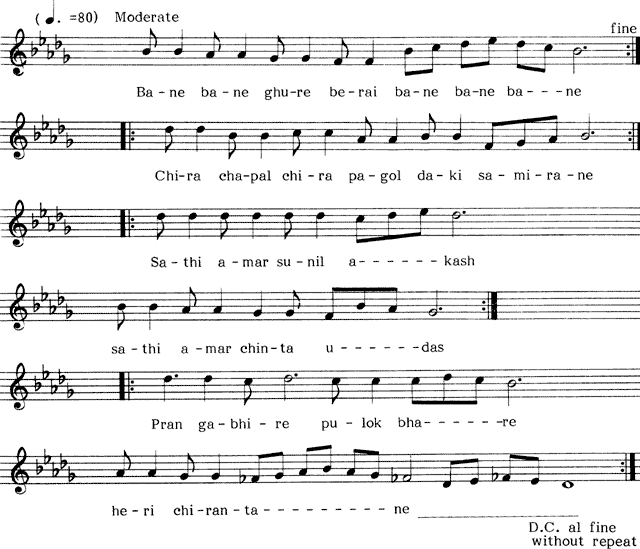 (♩. =80) Moderate
fine
Ba-ne ba-ne ghu-re be-rai ba-ne ba-ne ba---ne
Chi-ra cha-pal chi-ra pa-gol da-ki sa-mi-ra-ne
Sa-thi a-mar su-nil a------kash
sa-thi a-mar chin-ta u------das
Pran ga-bhi-re pu-lok bha------re
he-ri chi-ran-ta---------ne
D.C. al fine
without repeat